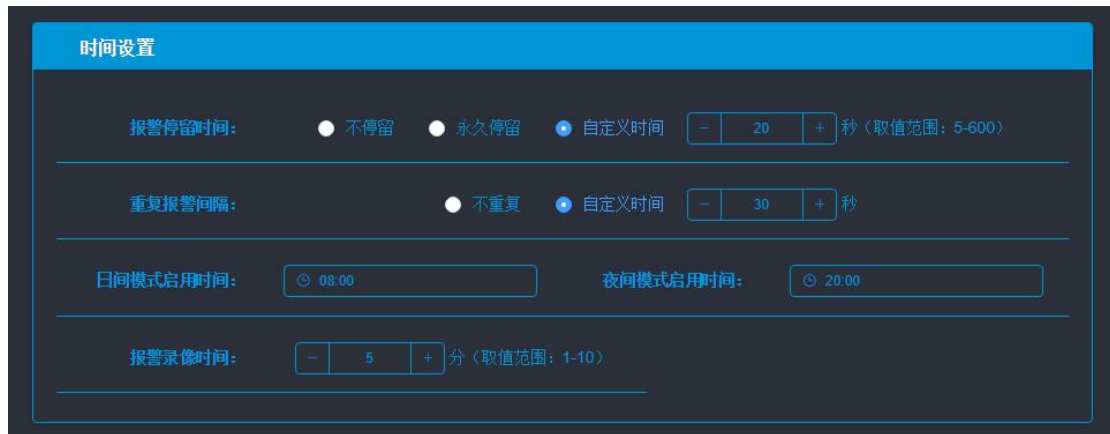 时间设置
报警停留时间： 不停留 永久停留 自定义时间 － 20 ＋ 秒（取值范围：5-600）
重复报警间隔： 不重复 自定义时间 － 30 ＋ 秒
日间模式启用时间： 08:00 夜间模式启用时间： 20:00
报警录像时间： － 5 ＋ 分（取值范围：1-10）